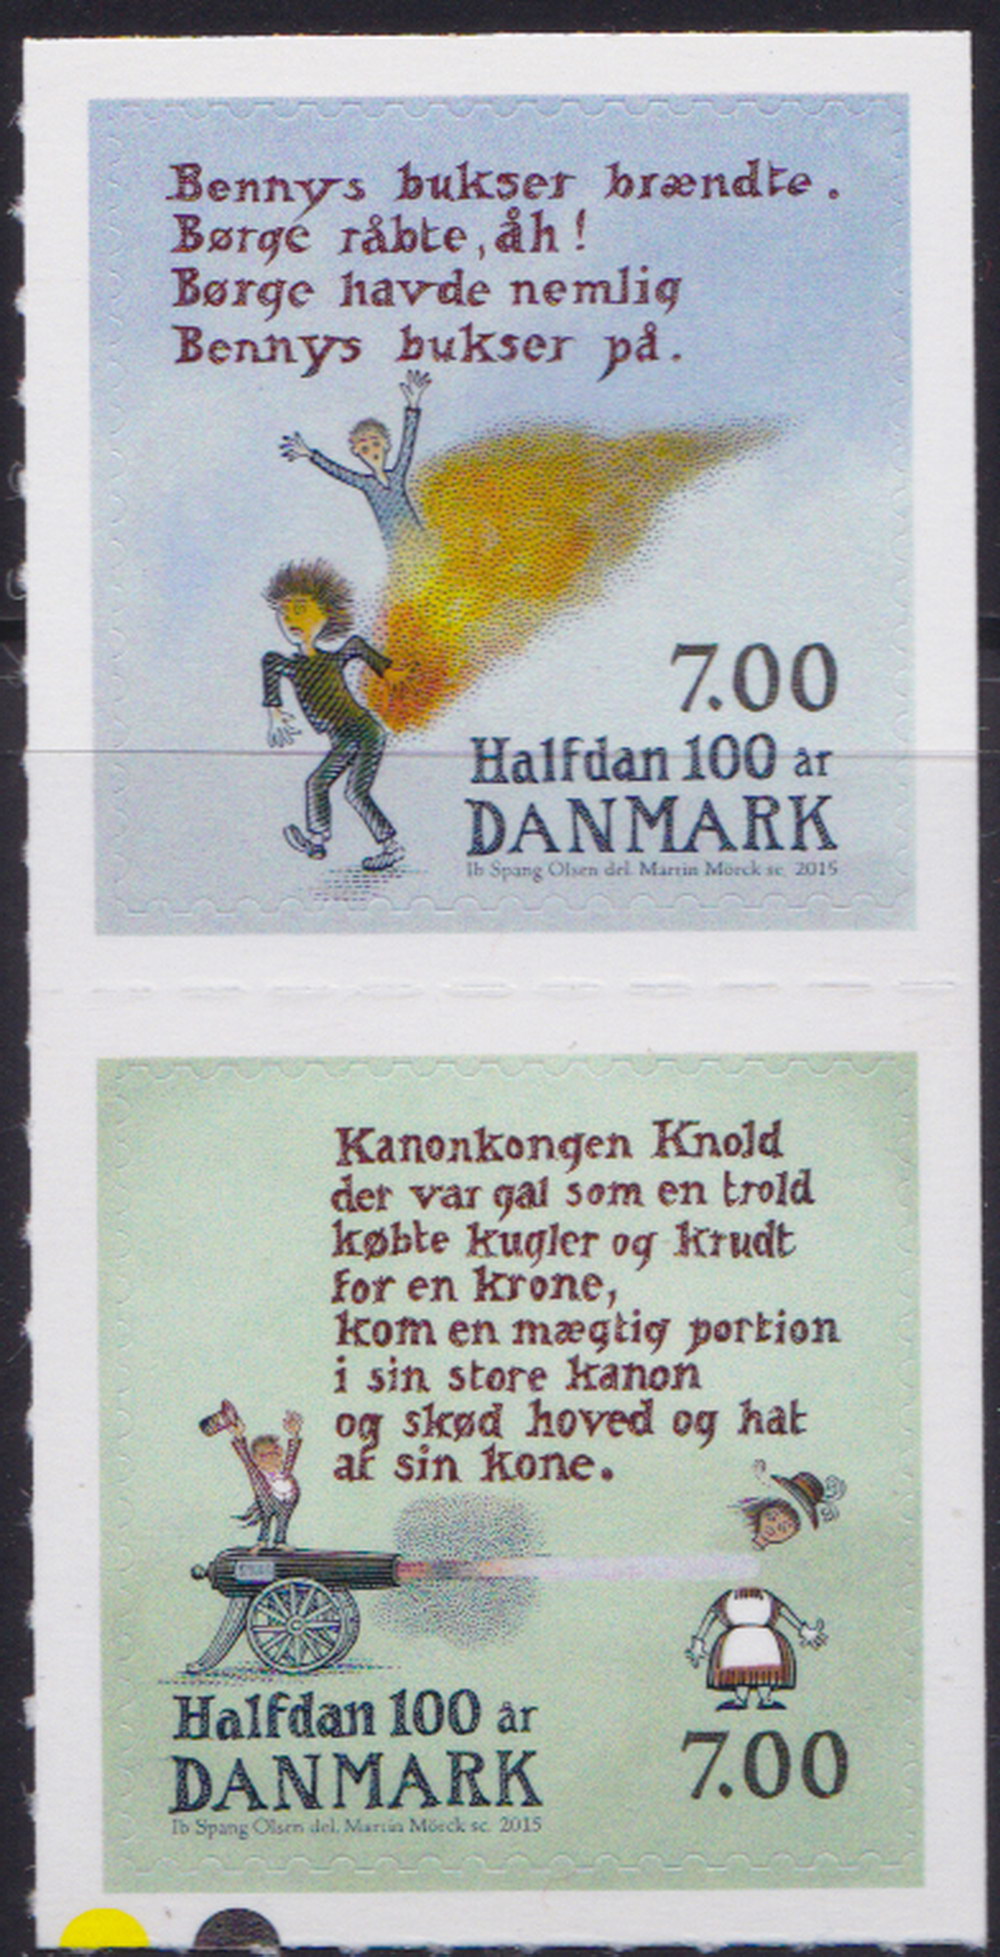 Bennys bukser brændte.
Børge råbte, åh!
Børge havde nemlig
Bennys bukser på.
7.00
Halfdan 100 år
DANMARK
Ib Spang Olsen del. Martin Mörck sc. 2015
Kanonkongen Knold
der var gal som en trold
købte kugler og krudt
for en krone,
kom en mægtig portion
i sin store kanon
og skød hoved og hat
af sin kone.
Halfdan 100 år
DANMARK
7.00
Ib Spang Olsen del. Martin Mörck sc. 2015